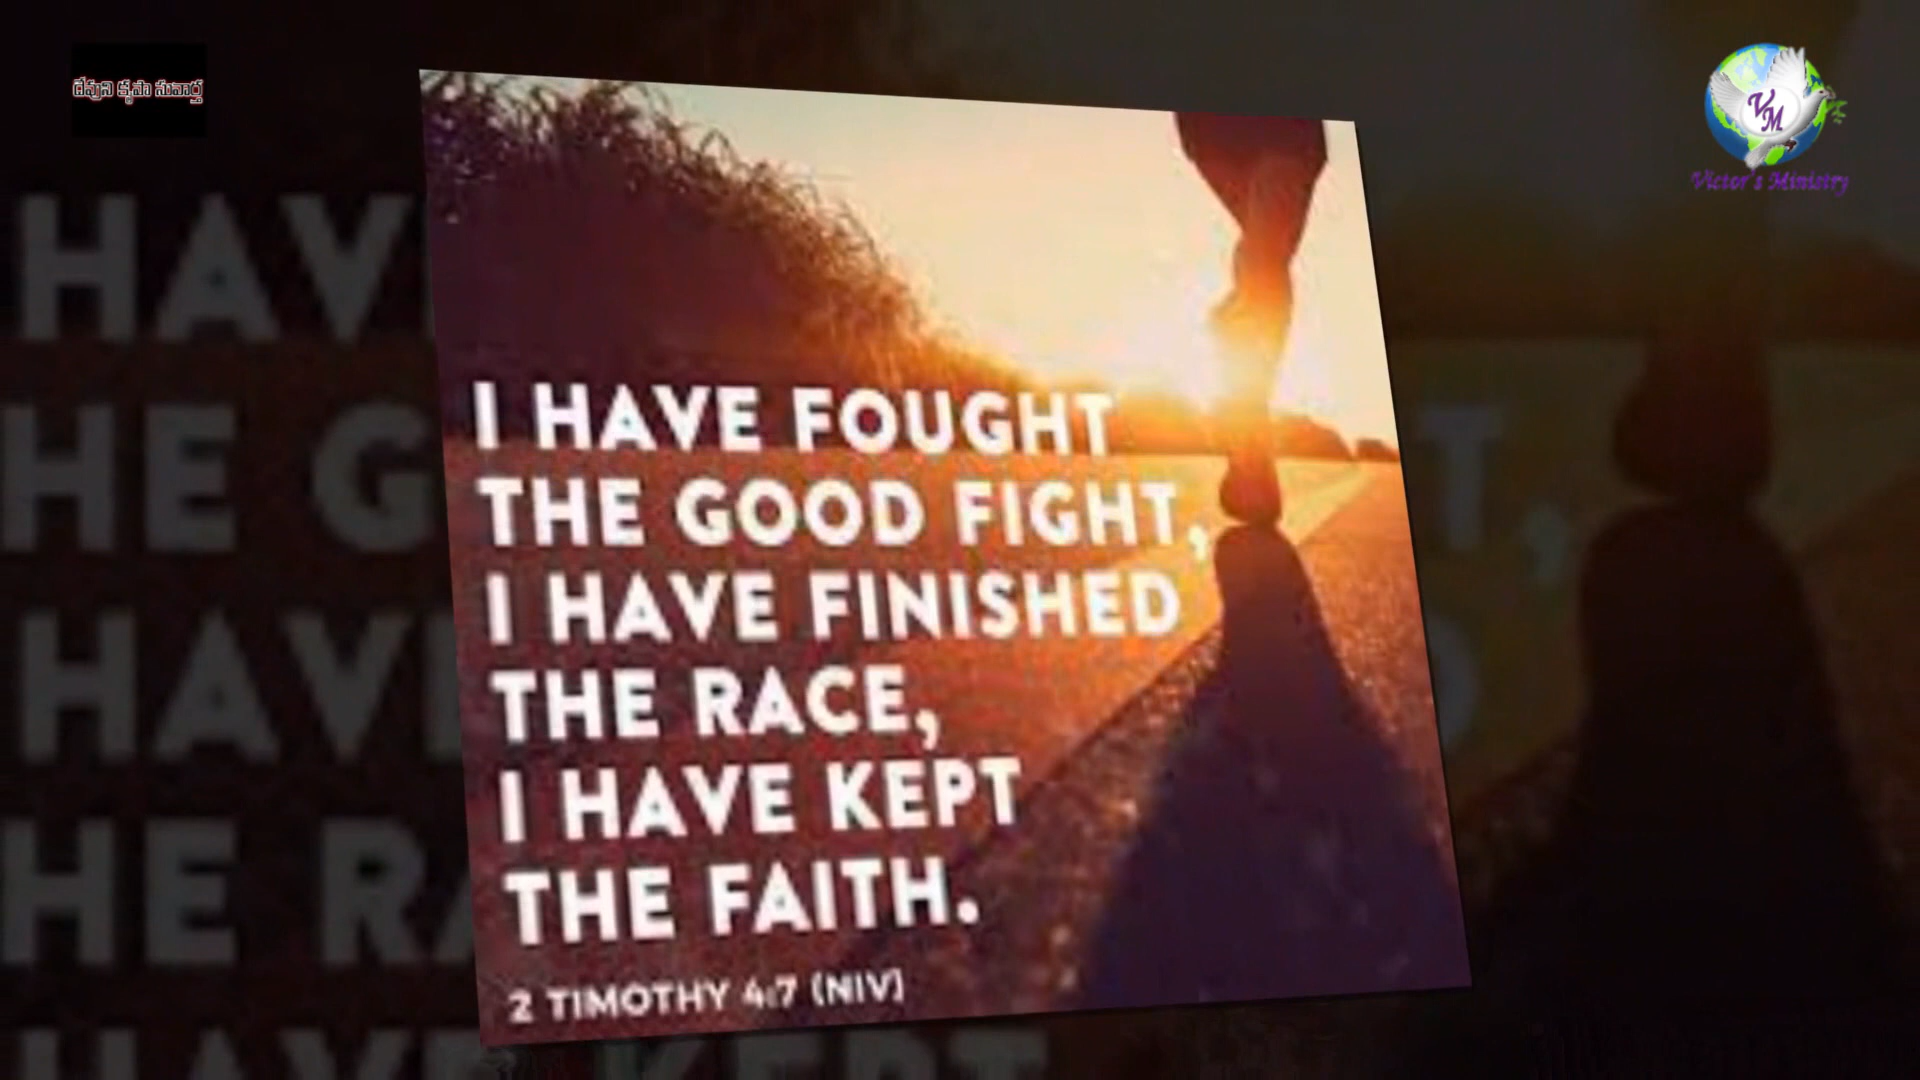 దేవుని కృపా సువార్త
VM
Victor's Ministry
I HAVE FOUGHT
THE GOOD FIGHT,
I HAVE FINISHED
THE RACE,
I HAVE KEPT
THE FAITH.
2 TIMOTHY 4:7 (NIV)